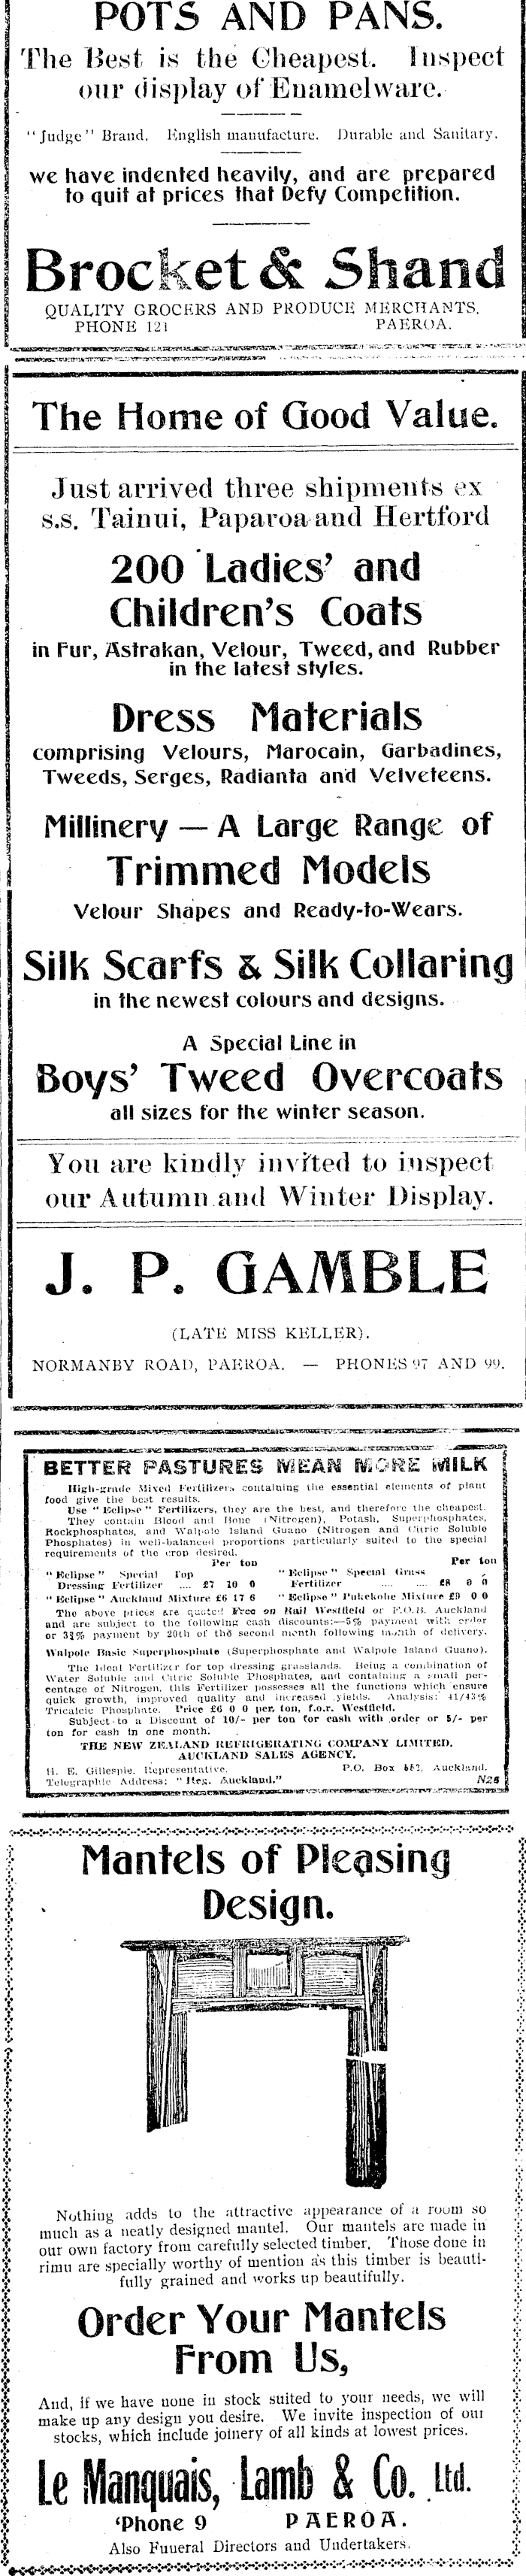 POTS AND PANS.
The Best is the Cheapest. Inspect
our display of Enamelware.
"Judge" Brand. English manufacture. Durable and Sanitary.
we have indented heavily, and are prepared
to quit at prices that Defy Competition.
Brocket & Shand
QUALITY GROCERS AND PRODUCE MERCHANTS.
PHONE 121 PAEROA.
The Home of Good Value.
Just arrived three shipments ex
s.s. Tainui, Paparoa and Hertford
200 Ladies' and
Children's Coats
in Fur, Astrakan, Velour, Tweed, and Rubber
in the latest styles.
Dress Materials
comprising Velours, Marocain, Garbadines,
Tweeds, Serges, Radianta and Velveteens.
Millinery — A Large Range of
Trimmed Models
Velour Shapes and Ready-to-Wears.
Silk Scarfs & Silk Collaring
in the newest colours and designs.
A Special Line in
Boys' Tweed Overcoats
all sizes for the winter season.
You are kindly invited to inspect
our Autumn and Winter Display.
J. P. GAMBLE
(LATE MISS KELLER).
NORMANBY ROAD, PAEROA. — PHONES 97 AND 99.
BETTER PASTURES MEAN MORE MILK
High-grade Mixed Fertilizers containing the essential elements of plant
food give the best results.
Use "Eclipse" Fertilizers, they are the best, and therefore the cheapest.
They contain Blood and Bone (Nitrogen), Potash, Superphosphates,
Rockphosphates, and Walpole Island Guano (Nitrogen and Citric Soluble
Phosphates) in well-balanced proportions particularly suited to the special
requirements of the crop desired.
Per ton Per ton
"Eclipse" Special Top "Eclipse" Special Grass
Dressing Fertilizer .... £7 10 0 Fertilizer .... .... £8 0 0
"Eclipse" Auckland Mixture £6 17 6 "Eclipse" Pukekohe Mixture £9 0 0
The above prices are quoted Free on Rail Westfield or F.O.B. Auckland
and are subject to the following cash discounts:—5% payment with order
or 3¾% payment by 20th of the second month following month of delivery.
Walpole Basic Superphosphate (Superphosphate and Walpole Island Guano).
The Ideal Fertilizer for top dressing grasslands. Being a combination of
Water Soluble and Citric Soluble Phosphates, and containing a small per-
centage of Nitrogen, this Fertilizer possesses all the functions which ensure
quick growth, improved quality and increased yields. Analysis: 41/43%
Tricalcic Phosphate. Price £6 0 0 per ton, f.o.r. Westfield.
Subject to a Discount of 10/- per ton for cash with order or 5/- per
ton for cash in one month.
THE NEW ZEALAND REFRIGERATING COMPANY LIMITED.
AUCKLAND SALES AGENCY.
H. E. Gillespie, Representative. P.O. Box Auckland.
Telegraphic Address: "Reg. Auckland." N26
Mantels of Pleasing
Design.
Nothing adds to the attractive appearance of a room so
much as a neatly designed mantel. Our mantels are made in
our own factory from carefully selected timber. Those done in
rimu are specially worthy of mention as this timber is beauti-
fully grained and works up beautifully.
Order Your Mantels
From Us,
And, if we have none in stock suited to your needs, we will
make up any design you desire. We invite inspection of our
stocks, which include joinery of all kinds at lowest prices.
Le Manquais, Lamb & Co. Ltd.
'Phone 9 PAEROA.
Also Funeral Directors and Undertakers.